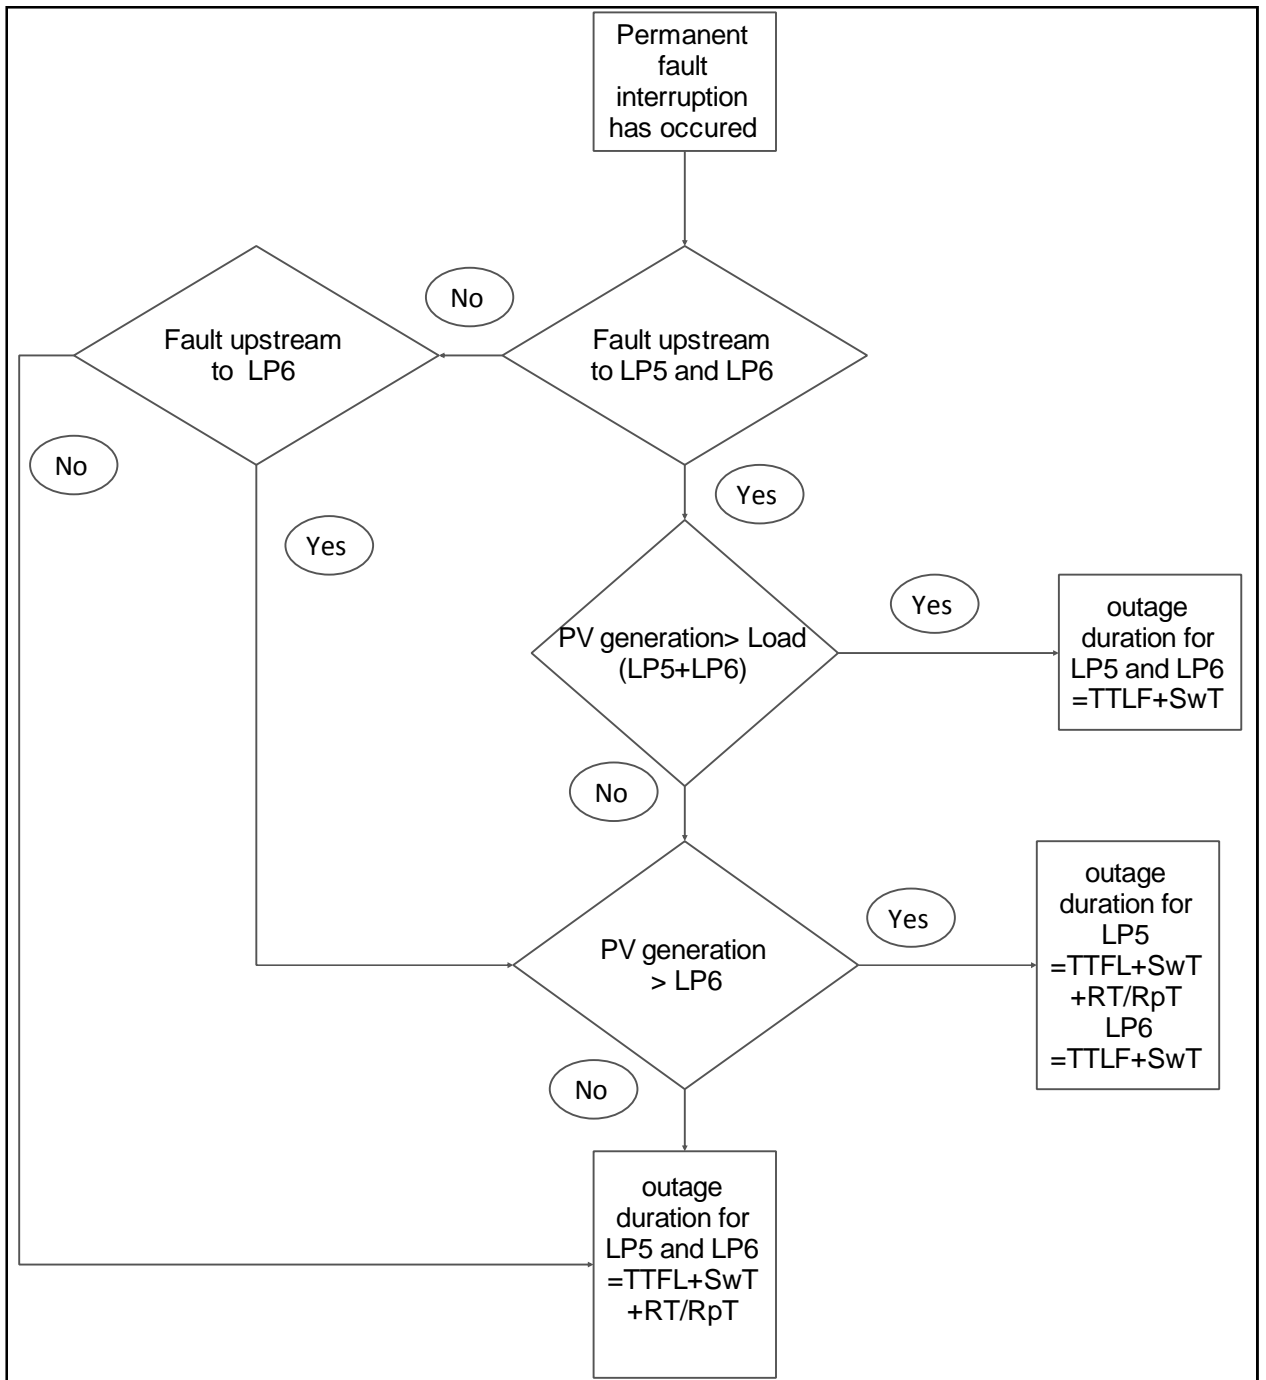 Permanent
fault
interruption
has occured
No
Fault upstream
to LP6
Fault upstream
to LP5 and LP6
No
Yes
Yes
PV generation> Load
(LP5+LP6)
Yes
outage
duration for
LP5 and LP6
=TTLF+SwT
No
PV generation
> LP6
Yes
outage
duration for
LP5
=TTFL+SwT
+RT/RpT
LP6
=TTLF+SwT
No
outage
duration for
LP5 and LP6
=TTFL+SwT
+RT/RpT